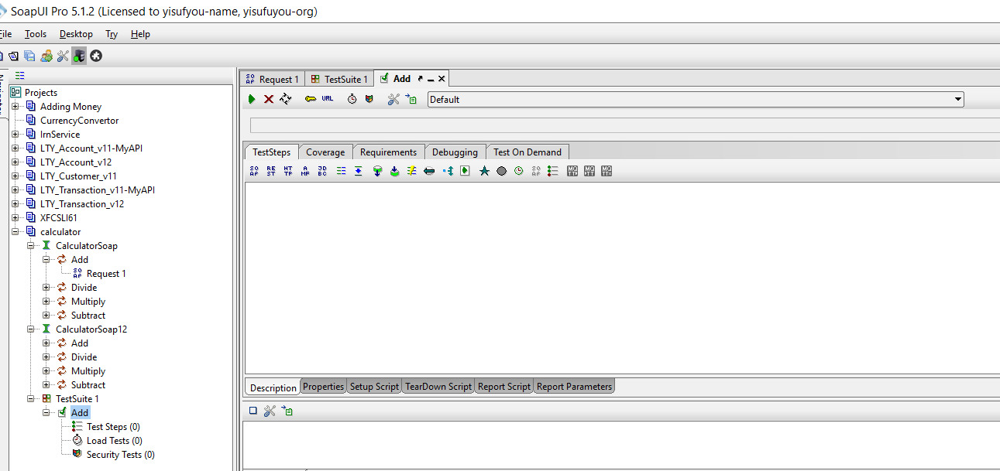 SoapUI Pro 5.1.2 (Licensed to yisufyou-name, yisufuyou-org)
File Tools Desktop Try Help
Request 1 TestSuite 1 Add
URL Default
Projects
Adding Money
CurrencyConvertor
IrnService
LTY_Account_v11-MyAPI
LTY_Account_v12
LTY_Customer_v11
LTY_Transaction_v11-MyAPI
LTY_Transaction_v12
XFCSLI61
calculator
CalculatorSoap
Add
Request 1
Divide
Multiply
Subtract
CalculatorSoap12
Add
Divide
Multiply
Subtract
TestSuite 1
Add
Test Steps (0)
Load Tests (0)
Security Tests (0)
TestSteps Coverage Requirements Debugging Test On Demand
Description Properties Setup Script TearDown Script Report Script Report Parameters